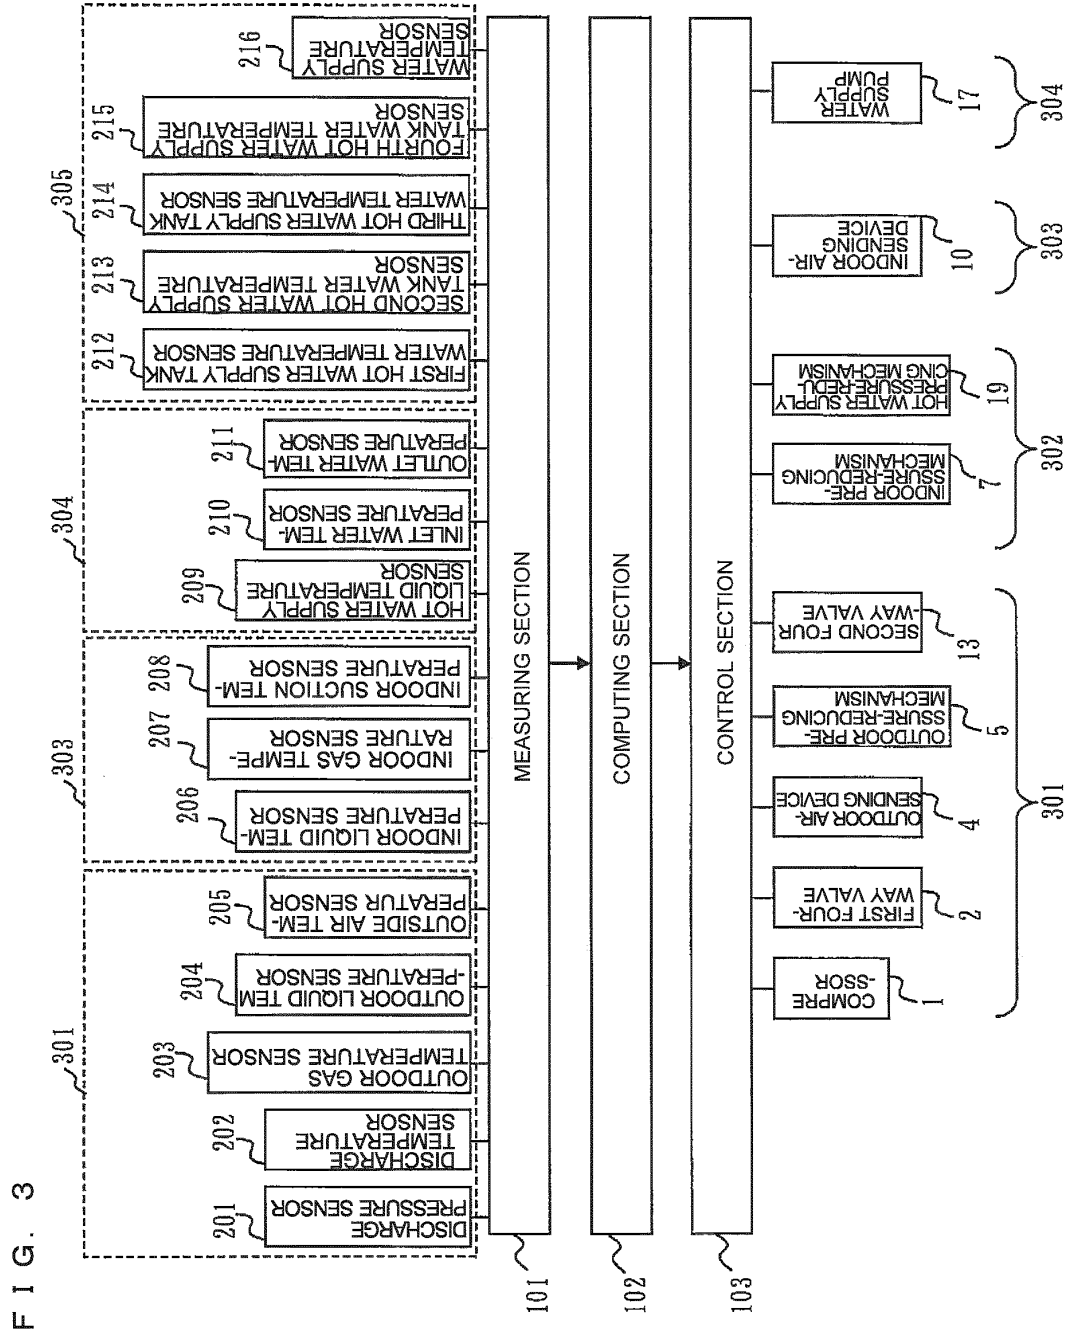 FIG. 3
301
303
304
305
201
DISCHARGE
PRESSURE SENSOR
202
DISCHARGE
TEMPERATURE
SENSOR
203
OUTDOOR GAS
TEMPERATURE SENSOR
204
OUTDOOR LIQUID TEM
-PERATURE SENSOR
205
OUTSIDE AIR TEM-
PERATUR SENSOR
206
INDOOR LIQUID TEM-
PERATURE SENSOR
207
INDOOR GAS TEMPE-
RATURE SENSOR
208
INDOOR SUCTION TEM-
PERATURE SENSOR
209
HOT WATER SUPPLY
LIQUID TEMPERATURE
SENSOR
210
INLET WATER TEM-
PERATURE SENSOR
211
OUTLET WATER TEM-
PERATURE SENSOR
212
FIRST HOT WATER SUPPLY TANK
WATER TEMPERATURE SENSOR
213
SECOND HOT WATER SUPPLY
TANK WATER TEMPERATURE
SENSOR
214
THIRD HOT WATER SUPPLY TANK
WATER TEMPERATURE SENSOR
215
FOURTH HOT WATER SUPPLY
TANK WATER TEMPERATURE
SENSOR
216
WATER SUPPLY
TEMPERATURE
SENSOR
101
MEASURING SECTION
102
COMPUTING SECTION
103
CONTROL SECTION
COMPRE
-SSOR
1
FIRST FOUR-
WAY VALVE
2
OUTDOOR AIR-
SENDING DEVICE
4
OUTDOOR PRE-
SSURE-REDUCING
MECHANISM
5
SECOND FOUR
-WAY VALVE
13
INDOOR PRE-
SSURE-REDUCING
MECHANISM
7
HOT WATER SUPPLY
PRESSURE-REDU-
CING MECHANISM
19
INDOOR AIR-
SENDING
DEVICE
10
WATER
SUPPLY
PUMP
17
301
302
303
304